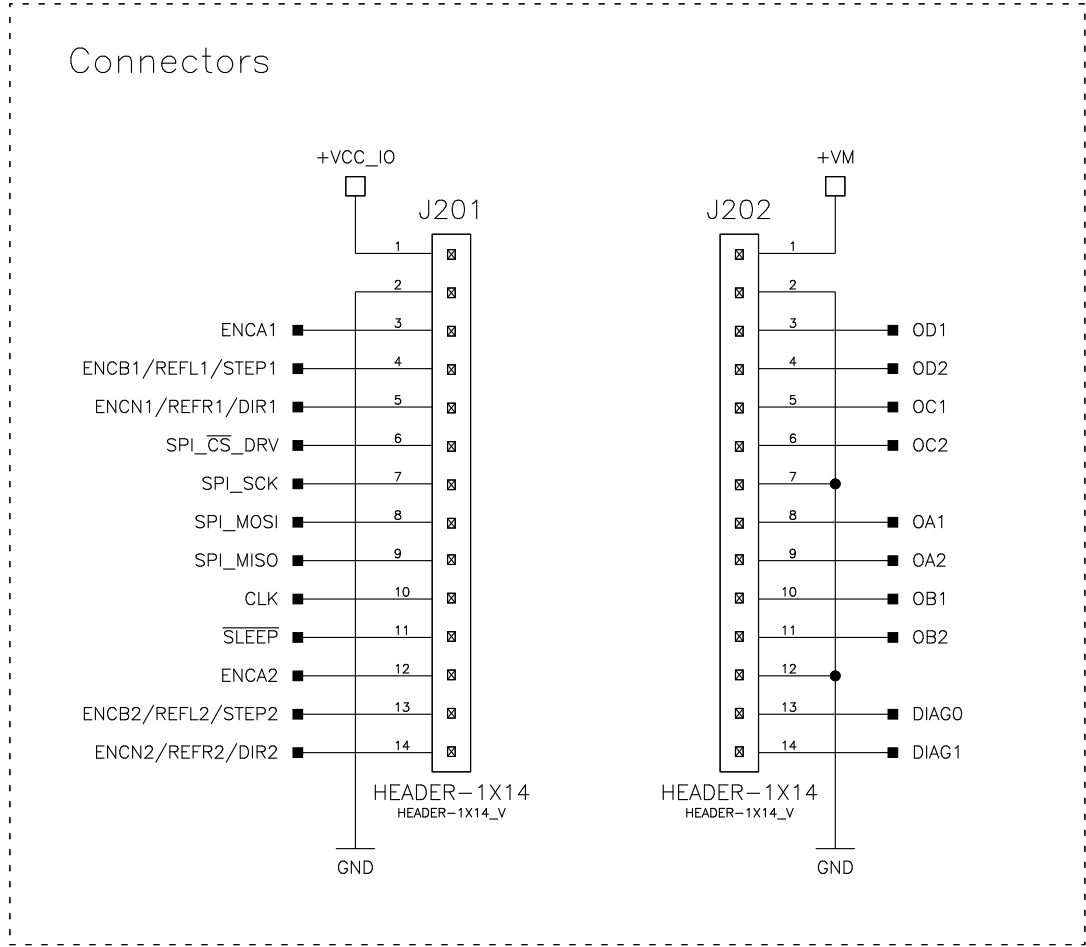 Connectors
+VCC_IO
+VM
J201
J202
1
1
2
2
ENCA1 3
3 OD1
ENCB1/REFL1/STEP1 4
4 OD2
ENCN1/REFR1/DIR1 5
5 OC1
SPI_C̅S̅_DRV 6
6 OC2
SPI_SCK 7
7
SPI_MOSI 8
8 OA1
SPI_MISO 9
9 OA2
CLK 10
10 OB1
S̅L̅E̅E̅P̅ 11
11 OB2
ENCA2 12
12
ENCB2/REFL2/STEP2 13
13 DIAG0
ENCN2/REFR2/DIR2 14
14 DIAG1
HEADER-1X14
HEADER-1X14_V
HEADER-1X14
HEADER-1X14_V
GND
GND